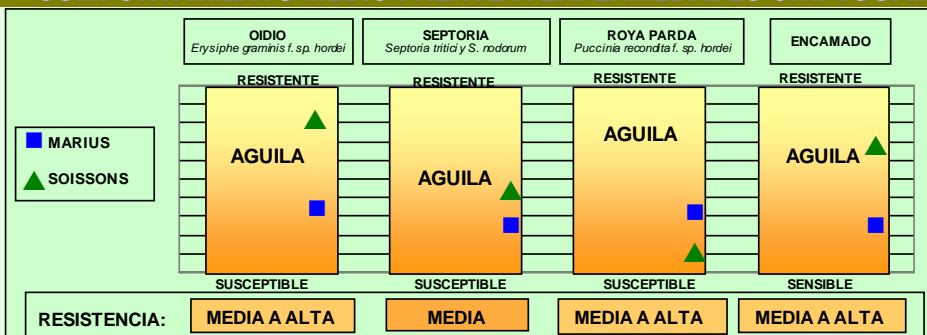 OIDIO
Erysiphe graminis f. sp. hordei
SEPTORIA
Septoria tritici y S. nodorum
ROYA PARDA
Puccinia recondita f. sp. hordei
ENCAMADO
RESISTENTE
RESISTENTE
RESISTENTE
RESISTENTE
MARIUS
SOISSONS
AGUILA
AGUILA
AGUILA
AGUILA
SUSCEPTIBLE
SUSCEPTIBLE
SUSCEPTIBLE
SENSIBLE
RESISTENCIA:
MEDIA A ALTA
MEDIA
MEDIA A ALTA
MEDIA A ALTA